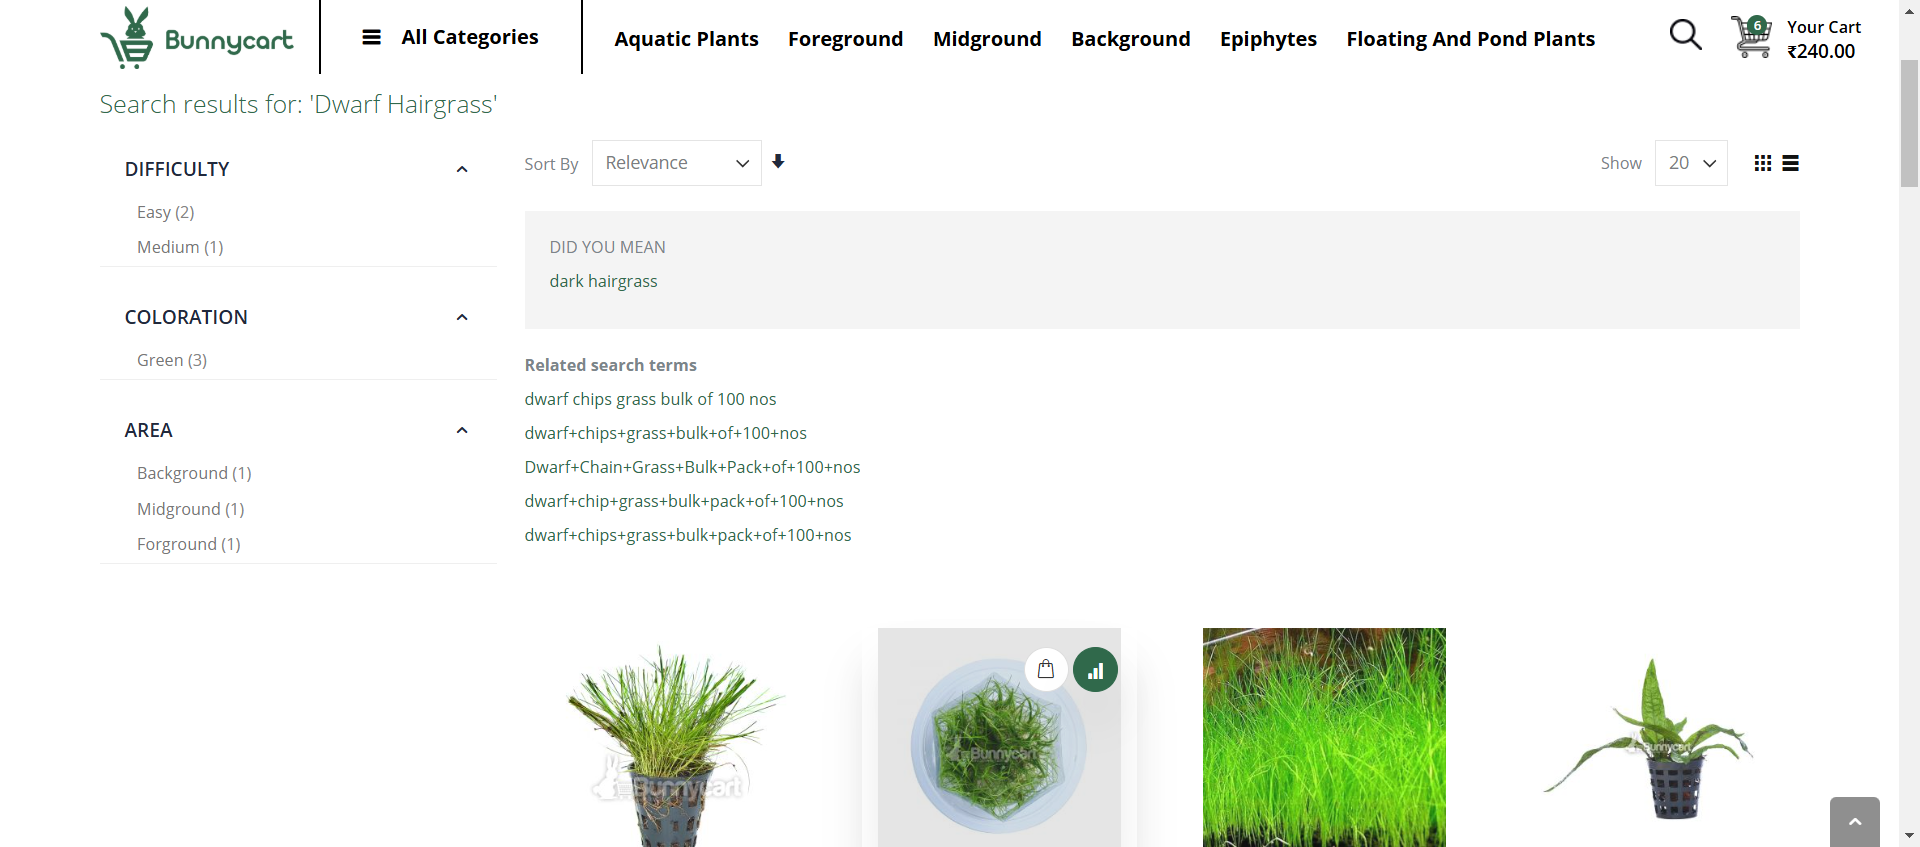 Bunnycart
All Categories
Aquatic Plants
Foreground
Midground
Background
Epiphytes
Floating And Pond Plants
6
Your Cart
₹240.00
Search results for: 'Dwarf Hairgrass'
DIFFICULTY
Easy (2)
Medium (1)
COLORATION
Green (3)
AREA
Background (1)
Midground (1)
Forground (1)
Sort By
Relevance
Show
20
DID YOU MEAN
dark hairgrass
Related search terms
dwarf chips grass bulk of 100 nos
dwarf+chips+grass+bulk+of+100+nos
Dwarf+Chain+Grass+Bulk+Pack+of+100+nos
dwarf+chip+grass+bulk+pack+of+100+nos
dwarf+chips+grass+bulk+pack+of+100+nos
Bunnycart
Bunnycart
Bunnycart